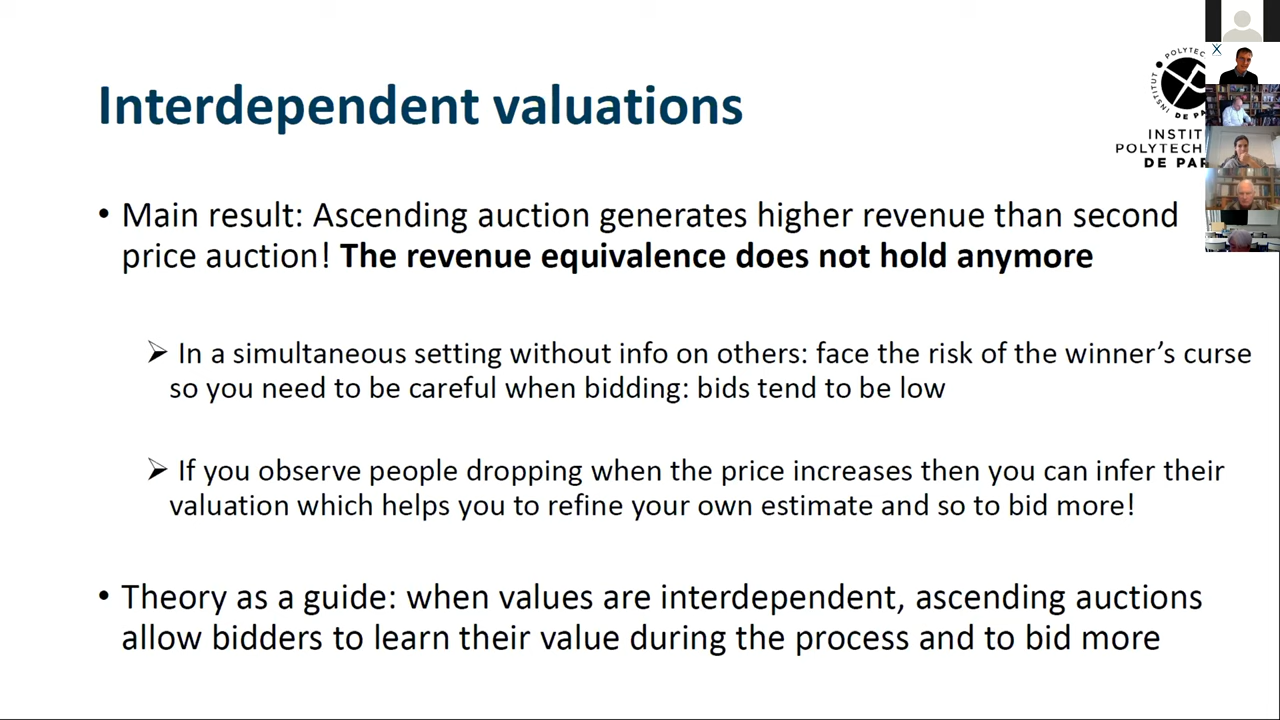 Interdependent valuations
• Main result: Ascending auction generates higher revenue than second
price auction! The revenue equivalence does not hold anymore
➢ In a simultaneous setting without info on others: face the risk of the winner’s curse
so you need to be careful when bidding: bids tend to be low
➢ If you observe people dropping when the price increases then you can infer their
valuation which helps you to refine your own estimate and so to bid more!
• Theory as a guide: when values are interdependent, ascending auctions
allow bidders to learn their value during the process and to bid more
INSTIT
POLYTECH
DE PAR